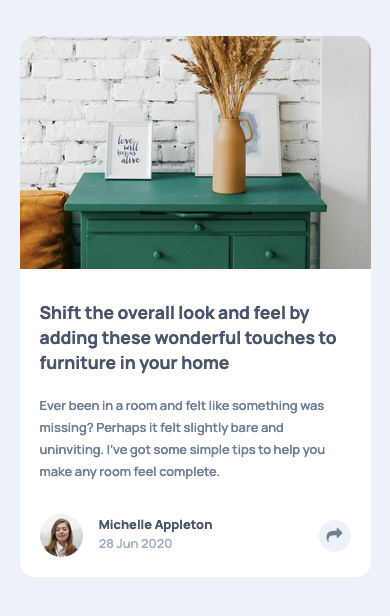 love
will
keep us
alive
Shift the overall look and feel by
adding these wonderful touches to
furniture in your home
Ever been in a room and felt like something was
missing? Perhaps it felt slightly bare and
uninviting. I've got some simple tips to help you
make any room feel complete.
Michelle Appleton
28 Jun 2020